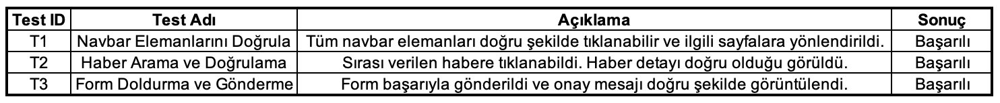 Test ID Test Adı Açıklama Sonuç
T1 Navbar Elemanlarını Doğrula Tüm navbar elemanları doğru şekilde tıklanabilir ve ilgili sayfalara yönlendirildi. Başarılı
T2 Haber Arama ve Doğrulama Sırası verilen habere tıklanabildi. Haber detayı doğru olduğu görüldü. Başarılı
T3 Form Doldurma ve Gönderme Form başarıyla gönderildi ve onay mesajı doğru şekilde görüntülendi. Başarılı